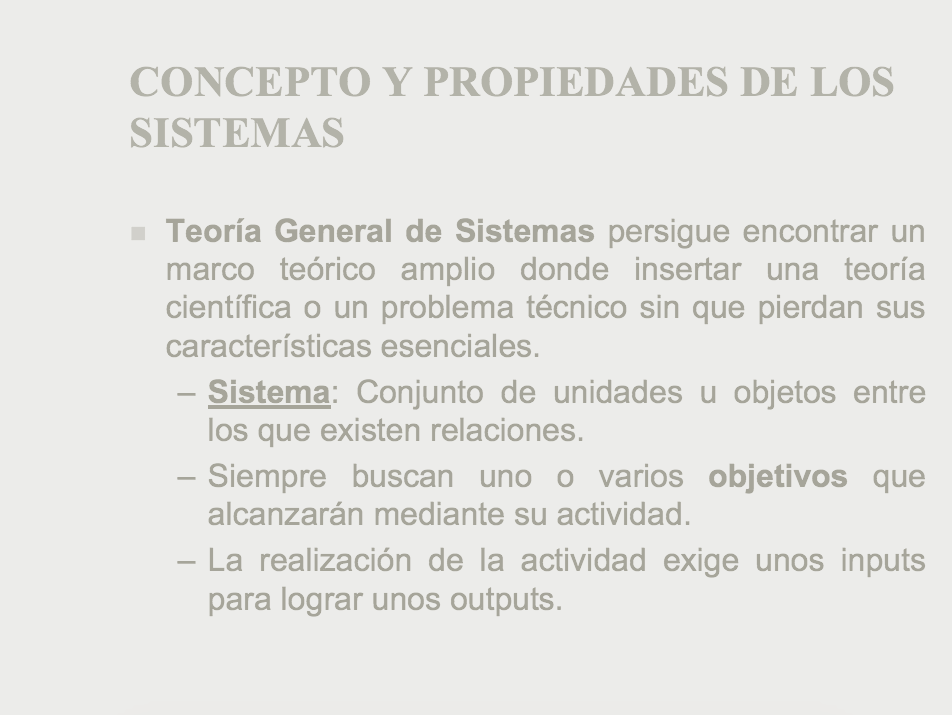 CONCEPTO Y PROPIEDADES DE LOS
SISTEMAS
■ Teoría General de Sistemas persigue encontrar un
marco teórico amplio donde insertar una teoría
científica o un problema técnico sin que pierdan sus
características esenciales.
– Sistema: Conjunto de unidades u objetos entre
los que existen relaciones.
– Siempre buscan uno o varios objetivos que
alcanzarán mediante su actividad.
– La realización de la actividad exige unos inputs
para lograr unos outputs.